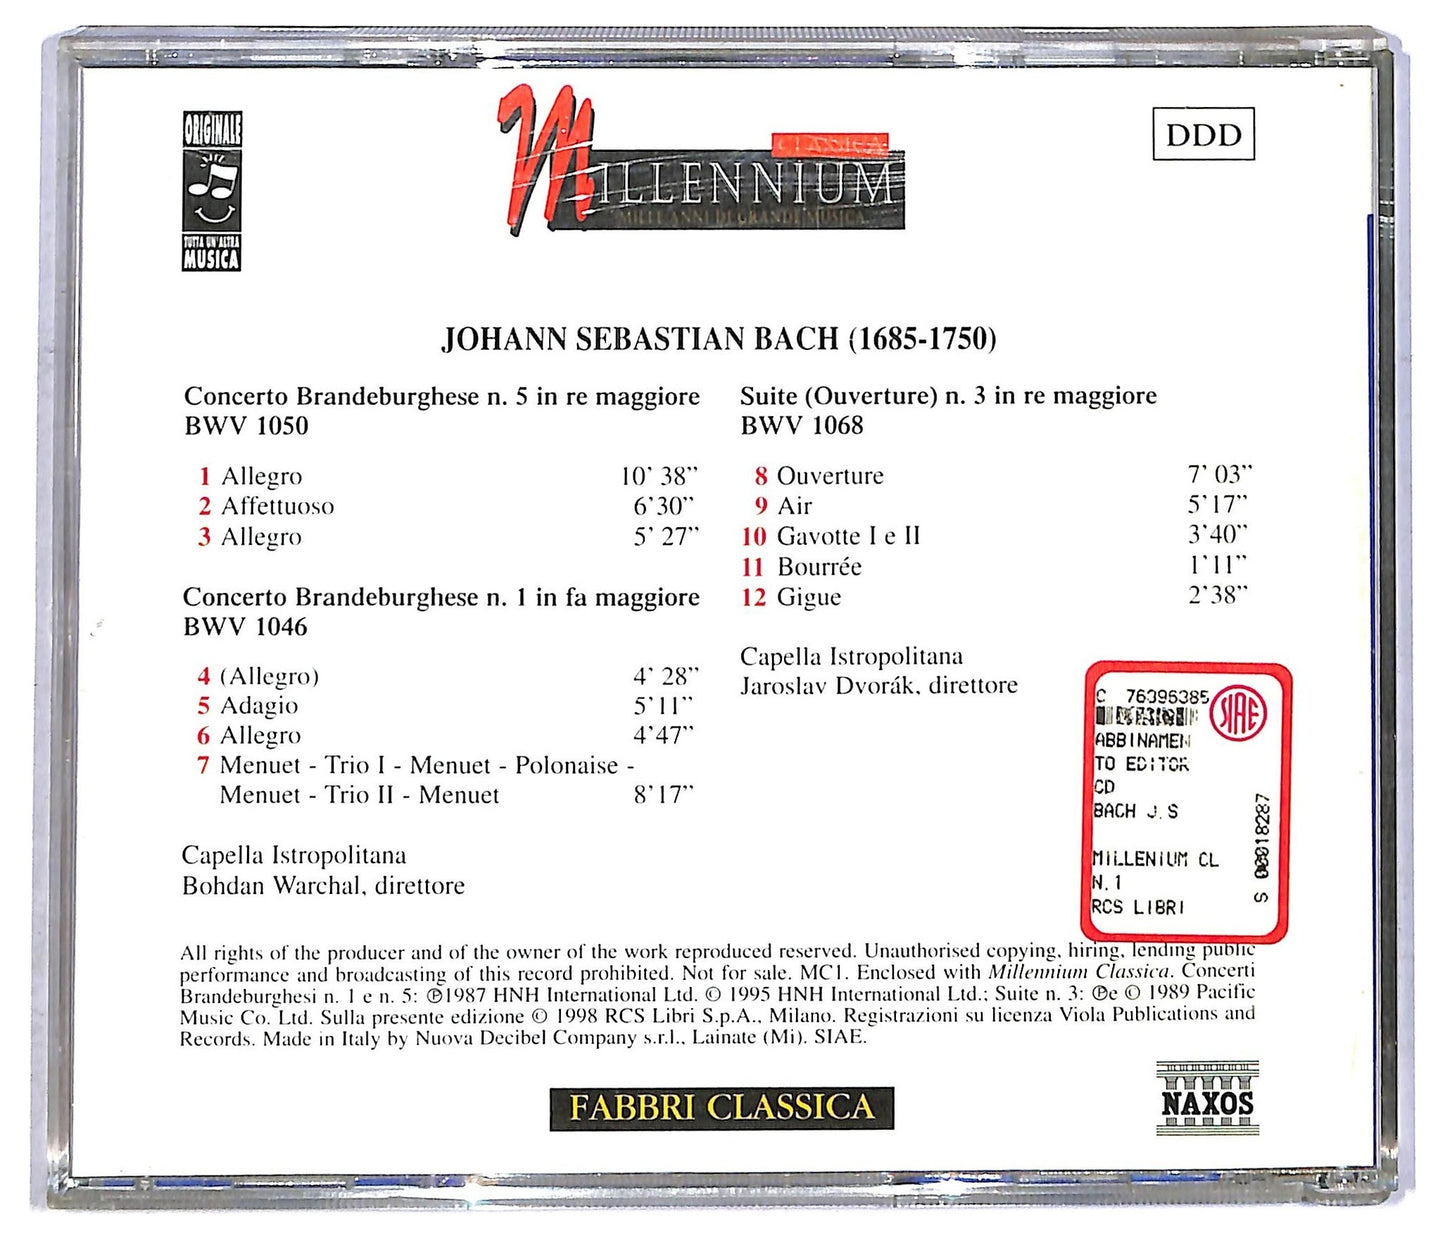 ORIGINALE
TUTTA UN'ALTRA
MUSICA
CLASSICA
MILLENNIUM
MILLE ANNI DI GRANDE MUSICA
DDD
JOHANN SEBASTIAN BACH (1685-1750)
Concerto Brandeburghese n. 5 in re maggiore
BWV 1050
1 Allegro 10' 38"
2 Affettuoso 6'30"
3 Allegro 5' 27"
Concerto Brandeburghese n. 1 in fa maggiore
BWV 1046
4 (Allegro) 4' 28"
5 Adagio 5'11"
6 Allegro 4'47"
7 Menuet - Trio I - Menuet - Polonaise -
Menuet - Trio II - Menuet 8'17"
Capella Istropolitana
Bohdan Warchal, direttore
Suite (Ouverture) n. 3 in re maggiore
BWV 1068
8 Ouverture 7' 03"
9 Air 5'17"
10 Gavotte I e II 3'40"
11 Bourrée 1'11"
12 Gigue 2'38"
Capella Istropolitana
Jaroslav Dvorák, direttore
C 76395385
SIAE
ABBINAMEN
TO EDITOR
CD
BACH J.S
MILLENIUM CL
N.1
RCS LIBRI
S 00018287
All rights of the producer and of the owner of the work reproduced reserved. Unauthorised copying, hiring, lending public
performance and broadcasting of this record prohibited. Not for sale. MC1. Enclosed with Millennium Classica. Concerti
Brandeburghesi n. 1 e n. 5: ℗1987 HNH International Ltd. © 1995 HNH International Ltd.; Suite n. 3: ℗e © 1989 Pacific
Music Co. Ltd. Sulla presente edizione © 1998 RCS Libri S.p.A., Milano. Registrazioni su licenza Viola Publications and
Records. Made in Italy by Nuova Decibel Company s.r.l., Lainate (Mi). SIAE.
FABBRI CLASSICA
NAXOS